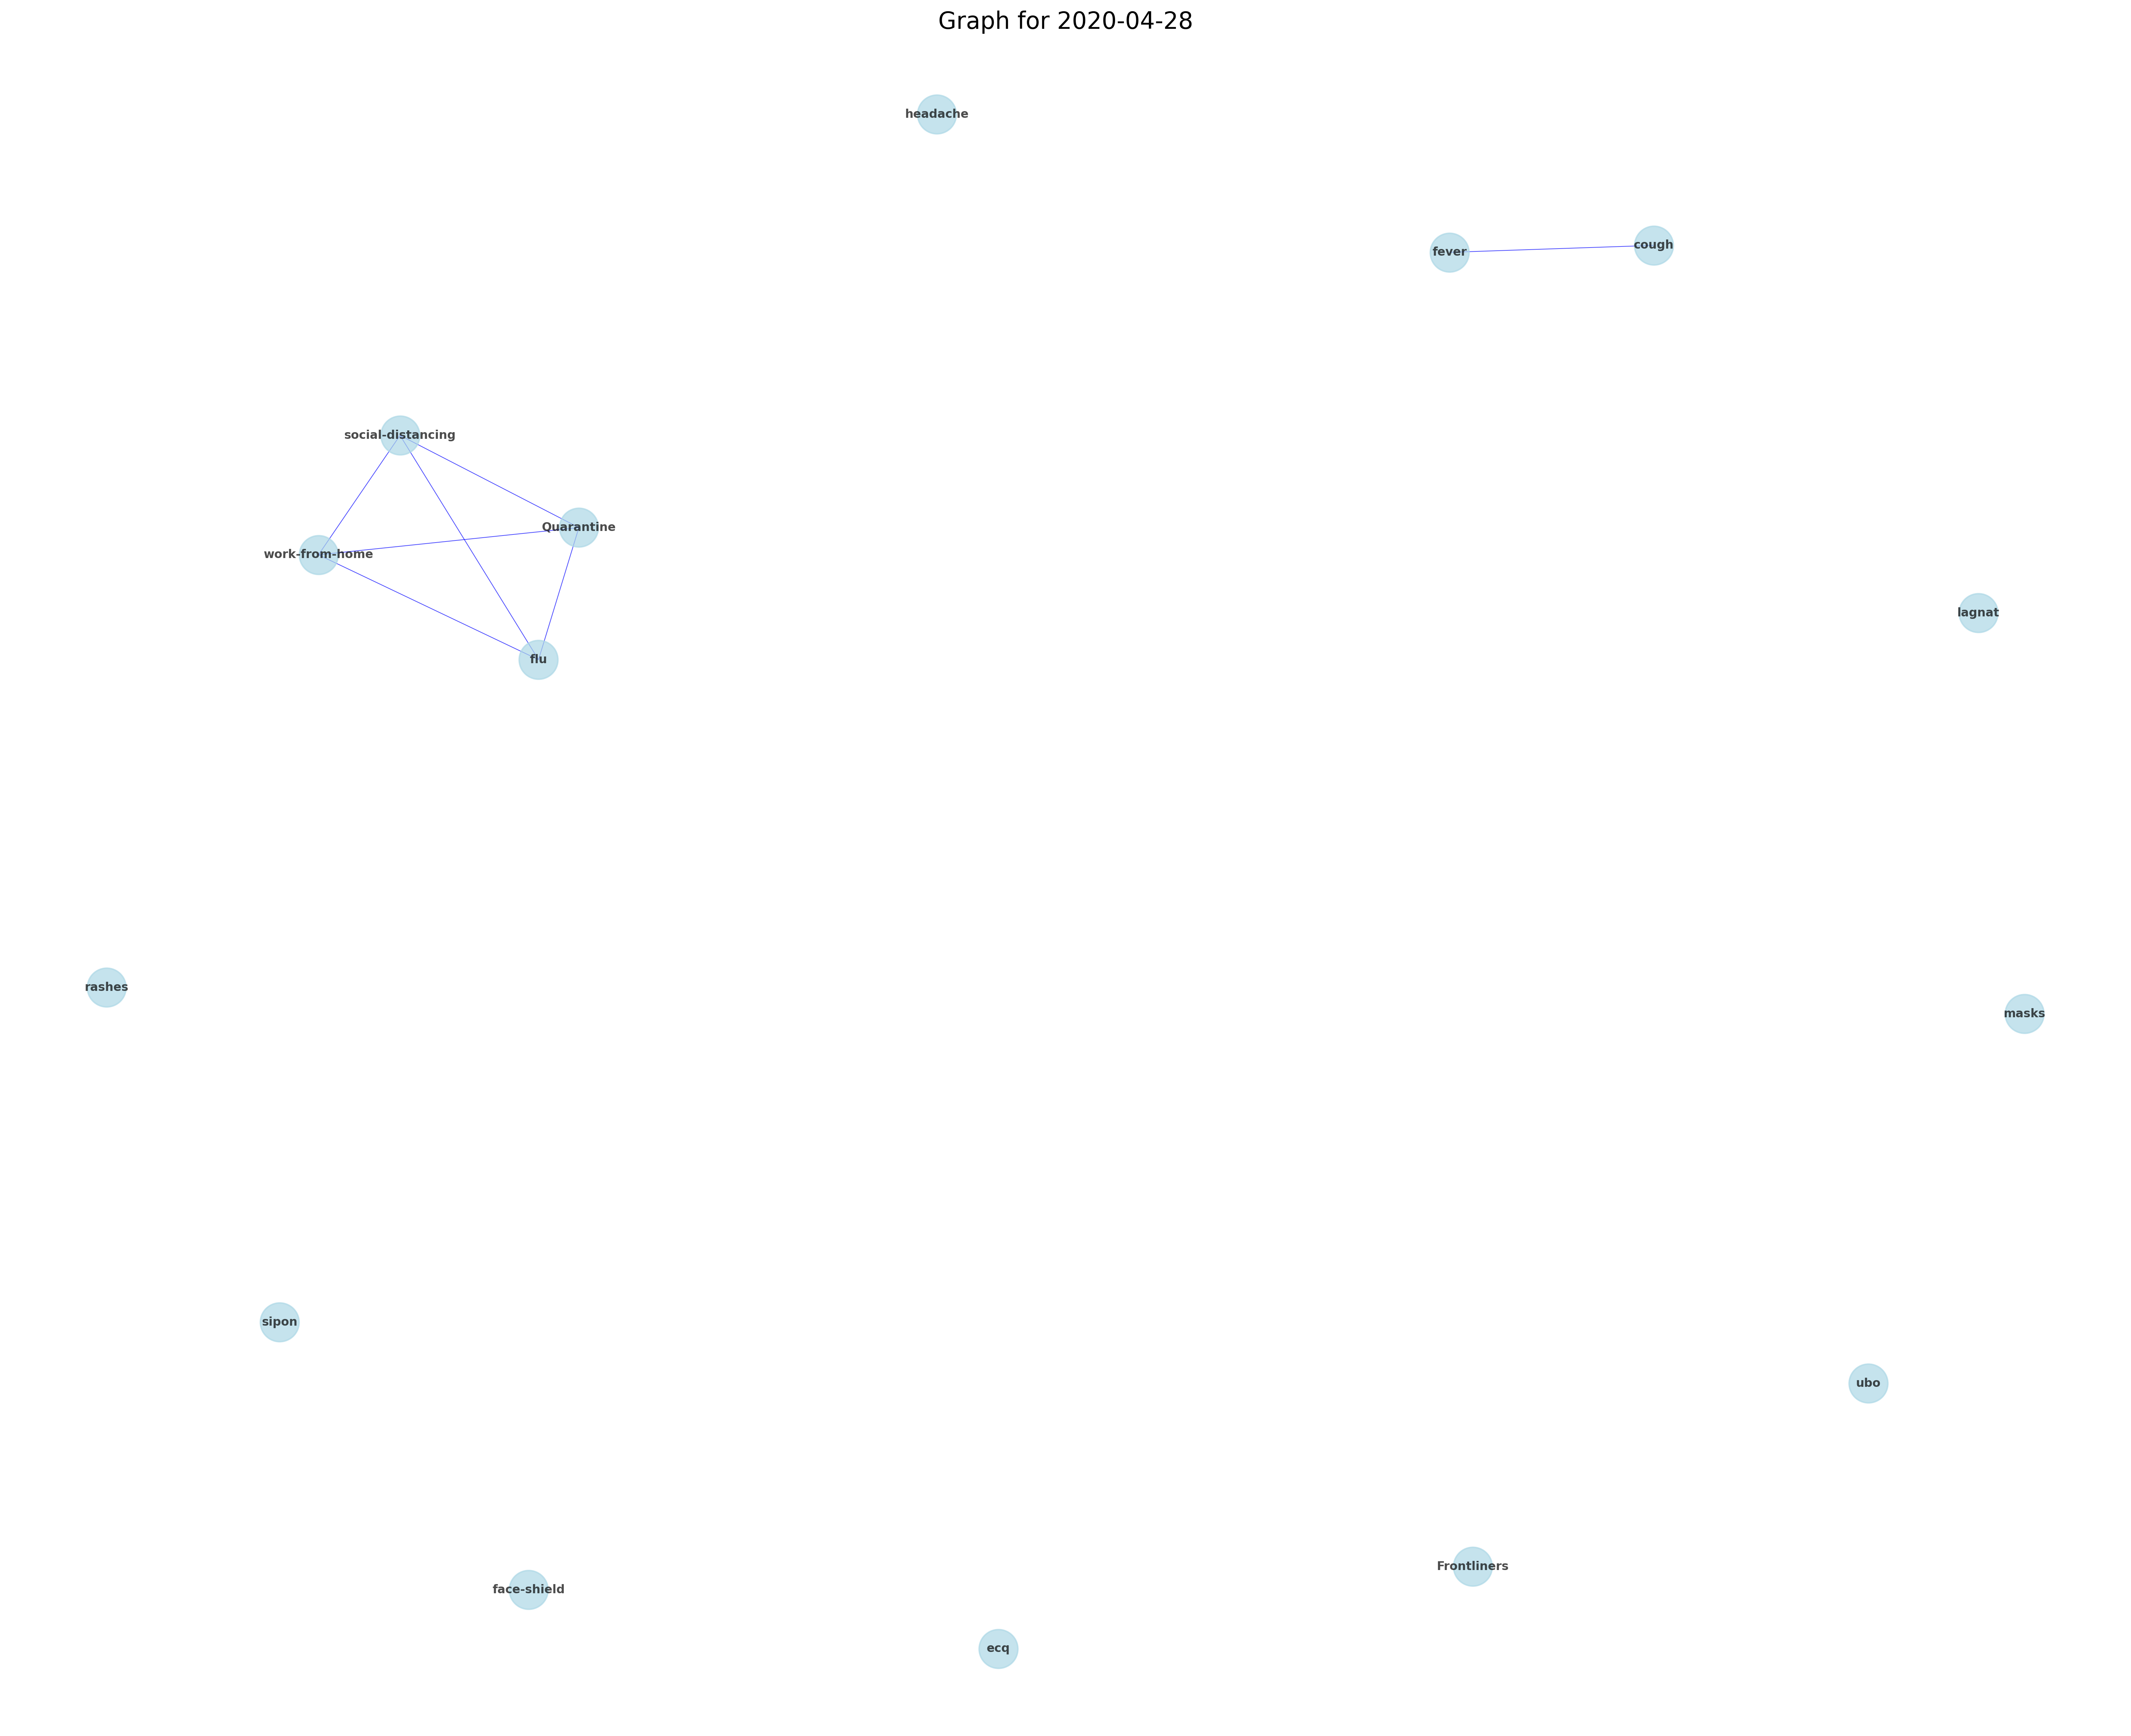 Graph for 2020-04-28
headache
cough
fever
social-distancing
Quarantine
work-from-home
lagnat
flu
rashes
masks
sipon
ubo
Frontliners
face-shield
ecq